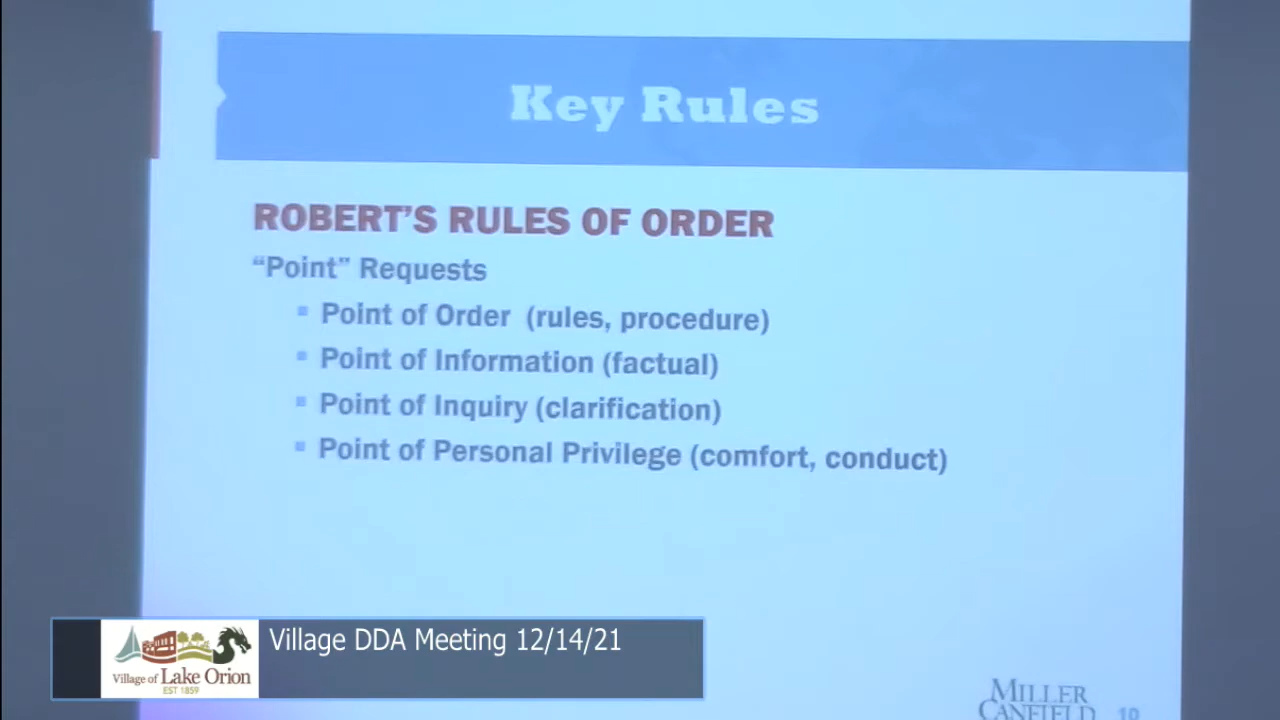 Key Rules
ROBERT'S RULES OF ORDER
“Point” Requests
▪ Point of Order (rules, procedure)
▪ Point of Information (factual)
▪ Point of Inquiry (clarification)
▪ Point of Personal Privilege (comfort, conduct)
Village DDA Meeting 12/14/21
Village of Lake Orion
EST 1859
MILLER
CANFIELD
19